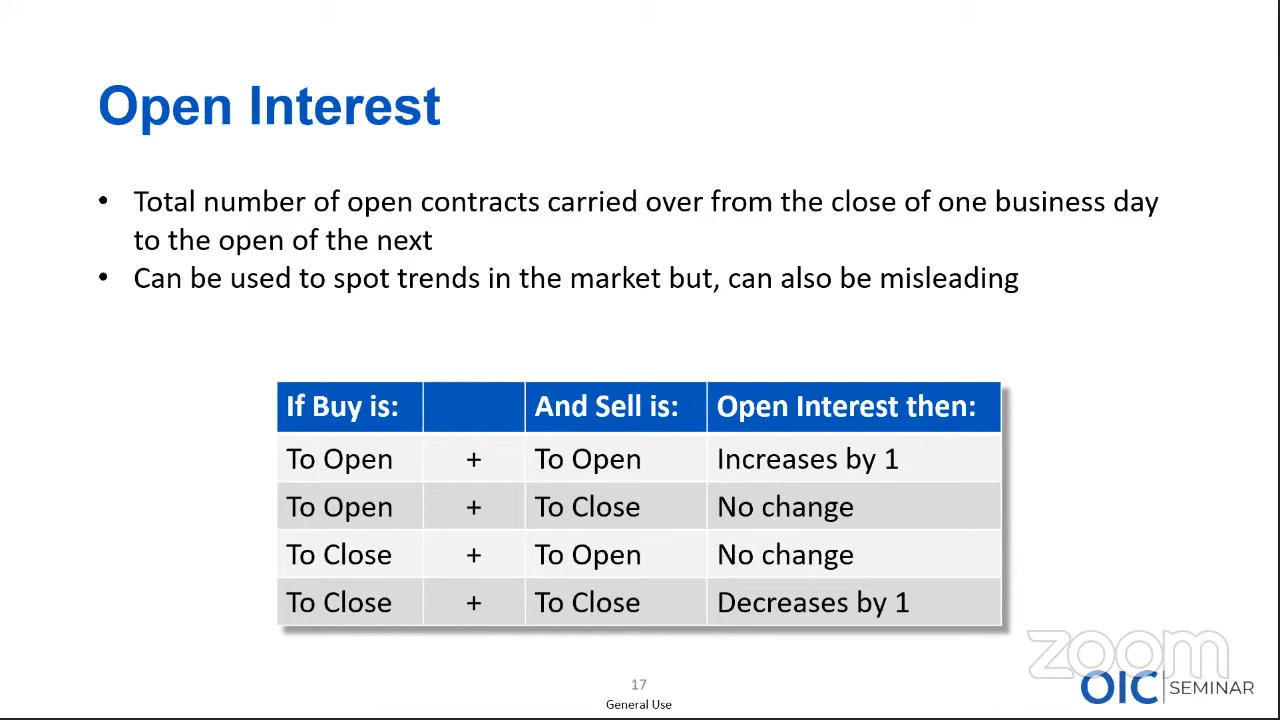 Open Interest
• Total number of open contracts carried over from the close of one business day
to the open of the next
• Can be used to spot trends in the market but, can also be misleading
If Buy is: And Sell is: Open Interest then:
To Open + To Open Increases by 1
To Open + To Close No change
To Close + To Open No change
To Close + To Close Decreases by 1
zoom
OIC SEMINAR
17
General Use